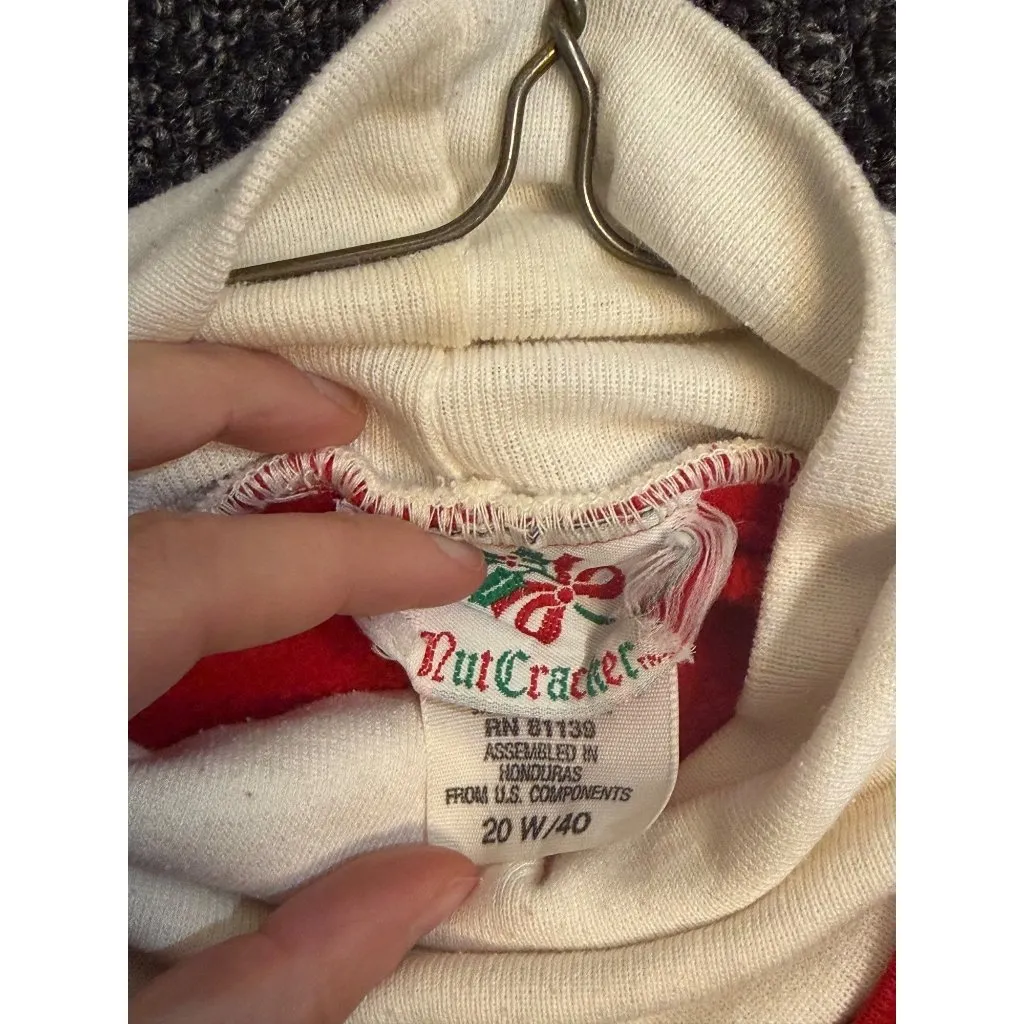 NutCracker
RN 81139
ASSEMBLED IN
HONDURAS
FROM U.S. COMPONENTS
20 W/40